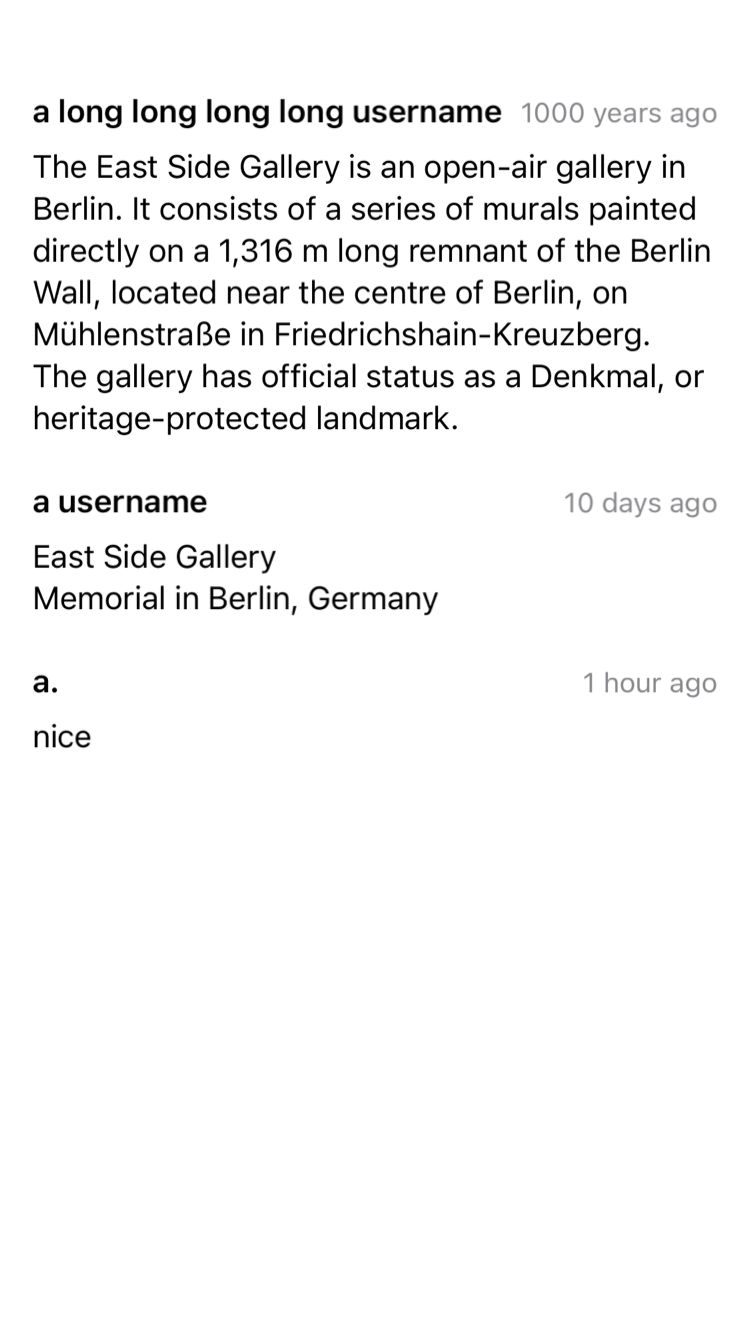 a long long long long username 1000 years ago
The East Side Gallery is an open-air gallery in
Berlin. It consists of a series of murals painted
directly on a 1,316 m long remnant of the Berlin
Wall, located near the centre of Berlin, on
Mühlenstraße in Friedrichshain-Kreuzberg.
The gallery has official status as a Denkmal, or
heritage-protected landmark.
a username 10 days ago
East Side Gallery
Memorial in Berlin, Germany
a. 1 hour ago
nice